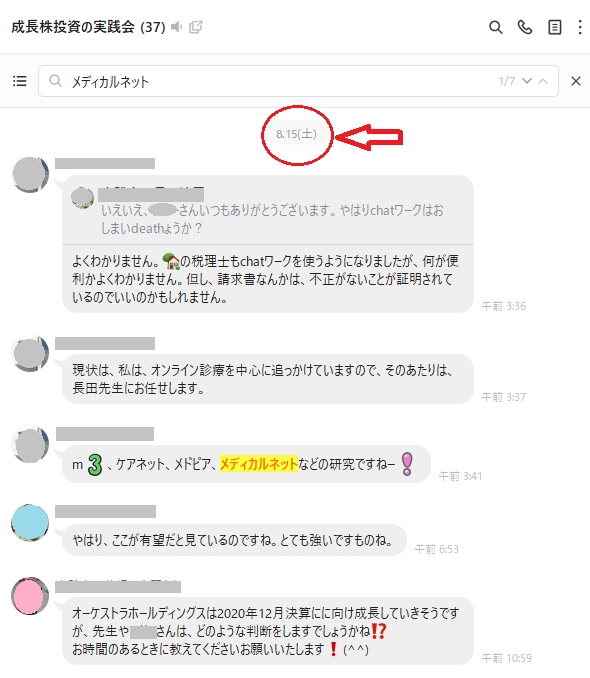 成長株投資の実践会 (37)
メディカルネット 1/7
8.15(土)
いえいえ、 さんいつもありがとうございます。やはりchatワークはお
しまいdeathょうか？
よくわかりません。 の税理士もchatワークを使うようになりましたが、何が便
利かよくわかりません。但し、請求書なんかは、不正がないことが証明されて
いるのでいいのかもしれません。
午前 3:36
現状は、私は、オンライン診療を中心に追っかけていますので、そのあたりは、
長田先生にお任せします。
午前 3:37
m3、ケアネット、メドピア、メディカルネットなどの研究ですねー❗
午前 3:41
やはり、ここが有望だと見ているのですね。とても強いですものね。
午前 6:53
オーケストラホールディングスは2020年12月決算にに向け成長していきそうです
が、先生や さんは、どのような判断をしますでしょうかね⁉
お時間のあるときに教えてくださいお願いいたします❗(^^)
午前 10:59